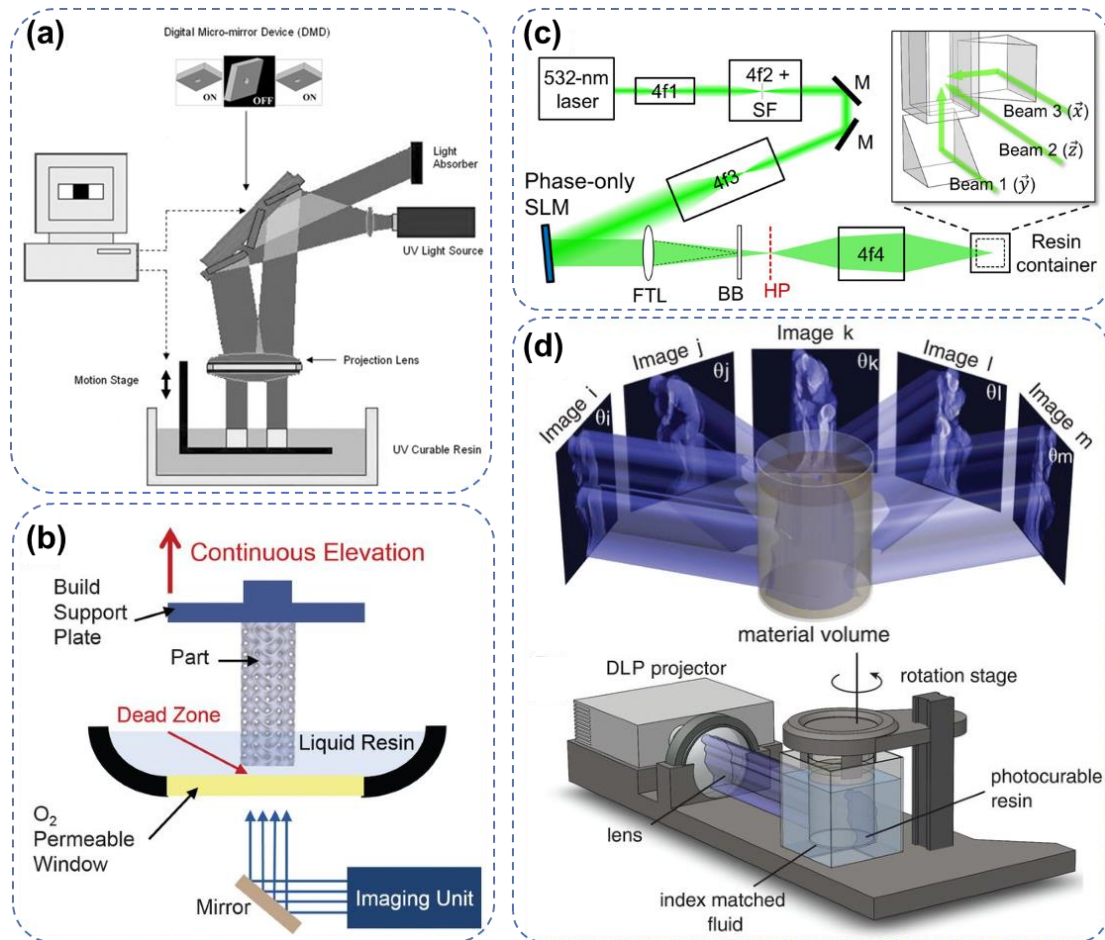 (a)
Digital Micro-mirror Device (DMD)
ON
OFF
ON
Light
Absorber
UV Light Source
Projection Lens
Motion Stage
UV Curable Resin
(b)
Continuous Elevation
Build
Support
Plate
Part
Dead Zone
Liquid Resin
O₂
Permeable
Window
Mirror
Imaging Unit
(c)
532-nm
laser
4f1
4f2 +
SF
M
M
4f3
Phase-only
SLM
FTL
BB
HP
4f4
Resin
container
Beam 3 (x⃗)
Beam 2 (z⃗)
Beam 1 (y⃗)
(d)
Image i
θi
Image j
θj
Image k
θk
Image l
θl
Image m
θm
material volume
DLP projector
rotation stage
photocurable
resin
lens
index matched
fluid